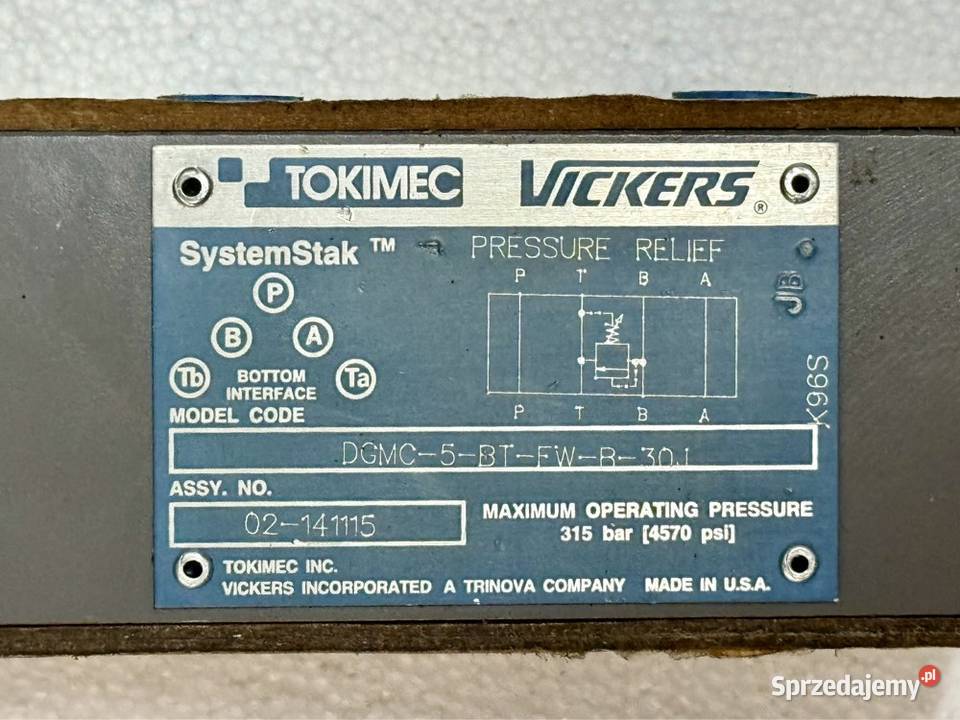 TOKIMEC VICKERS ®
SystemStak ™
PRESSURE RELIEF
P T B A
P
B A
Tb BOTTOM INTERFACE Ta
P T B A
JB
K96S
MODEL CODE
DGMC-5-BT-FW-B-30J
ASSY. NO.
02-141115
MAXIMUM OPERATING PRESSURE
315 bar [4570 psi]
TOKIMEC INC.
VICKERS INCORPORATED A TRINOVA COMPANY MADE IN U.S.A.
Sprzedajemy.pl